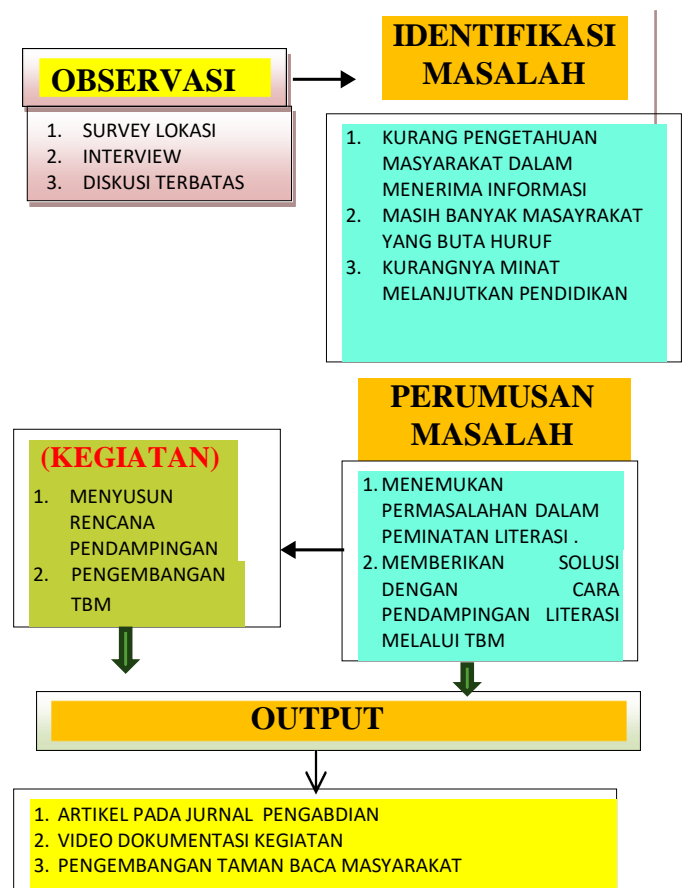 OBSERVASI
1. SURVEY LOKASI
2. INTERVIEW
3. DISKUSI TERBATAS
IDENTIFIKASI
MASALAH
1. KURANG PENGETAHUAN
MASYARAKAT DALAM
MENERIMA INFORMASI
2. MASIH BANYAK MASAYRAKAT
YANG BUTA HURUF
3. KURANGNYA MINAT
MELANJUTKAN PENDIDIKAN
PERUMUSAN
MASALAH
1. MENEMUKAN
PERMASALAHAN DALAM
PEMINATAN LITERASI .
2. MEMBERIKAN SOLUSI
DENGAN CARA
PENDAMPINGAN LITERASI
MELALUI TBM
(KEGIATAN)
1. MENYUSUN
RENCANA
PENDAMPINGAN
2. PENGEMBANGAN
TBM
OUTPUT
1. ARTIKEL PADA JURNAL PENGABDIAN
2. VIDEO DOKUMENTASI KEGIATAN
3. PENGEMBANGAN TAMAN BACA MASYARAKAT